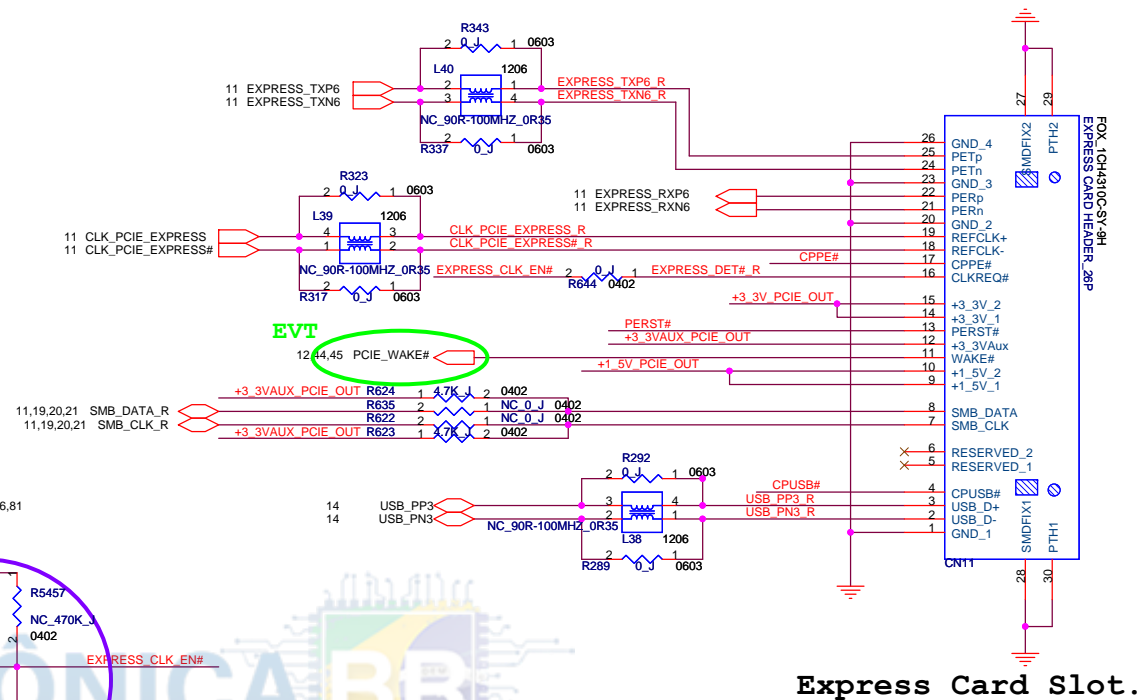 R343
2 0_J 1 0603
L40 1206
11 EXPRESS_TXP6 2 1 EXPRESS_TXP6_R
11 EXPRESS_TXN6 3 4 EXPRESS_TXN6_R
NC_90R-100MHZ_0R35
2 1
R337 0_J 0603
27 29
SMDFIX2 PTH2
FOX_1CH4310C-SY-9H
EXPRESS CARD HEADER_26P
26 GND_4
25 PETp
24 PETn
23 GND_3
22 PERp
21 PERn
20 GND_2
19 REFCLK+
18 REFCLK-
17 CPPE#
16 CLKREQ#
15 +3_3V_2
14 +3_3V_1
13 PERST#
12 +3_3VAux
11 WAKE#
10 +1_5V_2
9 +1_5V_1
8 SMB_DATA
7 SMB_CLK
6 RESERVED_2
5 RESERVED_1
4 CPUSB#
3 USB_D+
2 USB_D-
1 GND_1
SMDFIX1 PTH1
CN11
28 30
11 EXPRESS_RXP6
11 EXPRESS_RXN6
R323
2 0_J 1 0603
L39 1206
11 CLK_PCIE_EXPRESS 4 3 CLK_PCIE_EXPRESS_R
11 CLK_PCIE_EXPRESS# 1 2 CLK_PCIE_EXPRESS#_R
NC_90R-100MHZ_0R35
2 1
R317 0_J 0603
CPPE#
EXPRESS_CLK_EN# 2 0_J 1 EXPRESS_DET#_R
R644 0402
+3_3V_PCIE_OUT
PERST#
+3_3VAUX_PCIE_OUT
EVT
12,44,45 PCIE_WAKE#
+1_5V_PCIE_OUT
+3_3VAUX_PCIE_OUT R624 1 4.7K_J 2 0402
11,19,20,21 SMB_DATA_R R635 2 1 NC_0_J 0402
11,19,20,21 SMB_CLK_R R622 2 1 NC_0_J 0402
+3_3VAUX_PCIE_OUT R623 1 4.7K_J 2 0402
R292
2 0_J 1 0603
CPUSB#
14 USB_PP3 3 4 USB_PP3_R
14 USB_PN3 2 1 USB_PN3_R
NC_90R-100MHZ_0R35
L38 1206
2 1
R289 0_J 0603
6,81
1
R5457
NC_470K_J
2 0402
EXPRESS_CLK_EN#
ÔNICA BR
Express Card Slot.